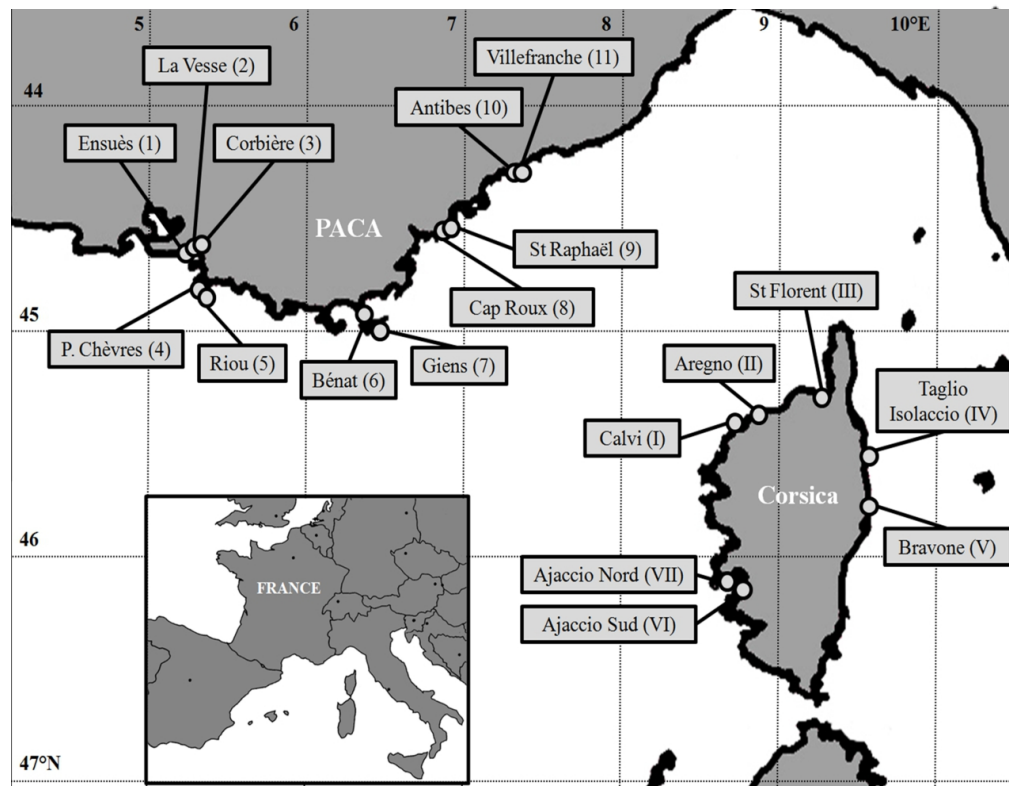 5
6
7
8
9
10°E
La Vesse (2)
Villefranche (11)
44
Antibes (10)
Ensuès (1)
Corbière (3)
PACA
St Raphaël (9)
St Florent (III)
Cap Roux (8)
45
P. Chèvres (4)
Riou (5)
Bénat (6)
Giens (7)
Aregno (II)
Taglio
Isolaccio (IV)
Calvi (I)
Corsica
Bravone (V)
46
Ajaccio Nord (VII)
FRANCE
Ajaccio Sud (VI)
47°N